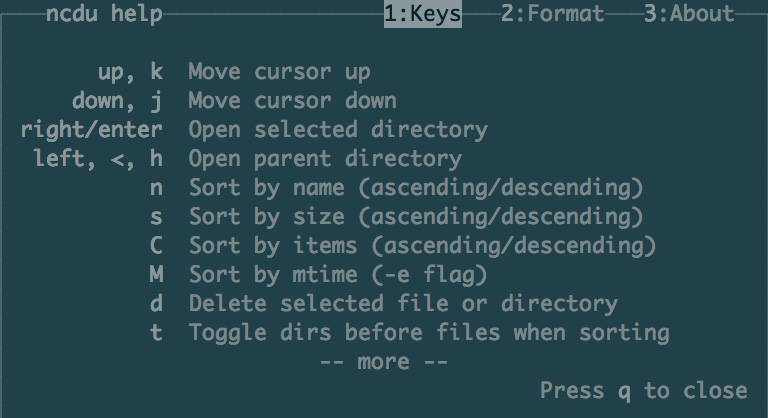 ncdu help 1:Keys 2:Format 3:About
up, k Move cursor up
down, j Move cursor down
right/enter Open selected directory
left, <, h Open parent directory
n Sort by name (ascending/descending)
s Sort by size (ascending/descending)
C Sort by items (ascending/descending)
M Sort by mtime (-e flag)
d Delete selected file or directory
t Toggle dirs before files when sorting
-- more --
Press q to close